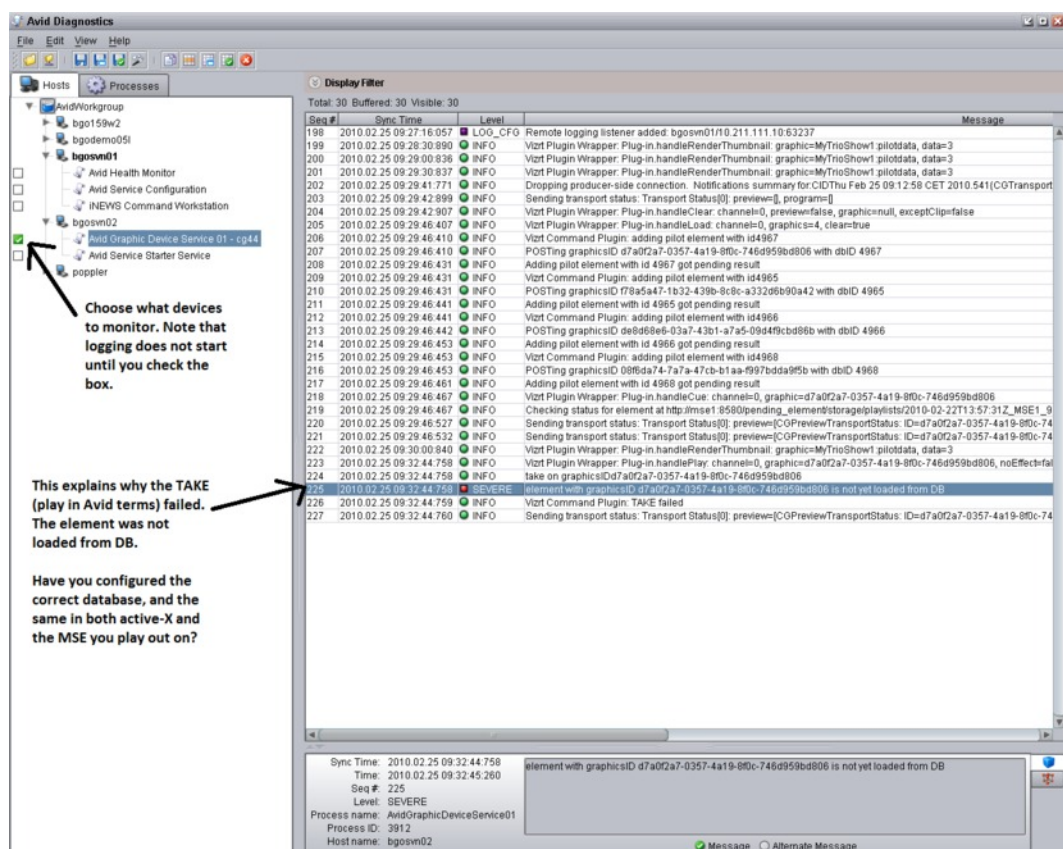 Avid Diagnostics
File Edit View Help
Hosts Processes
AvidWorkgroup
bgo159w2
bgodemo05l
bgosvn01
Avid Health Monitor
Avid Service Configuration
iNEWS Command Workstation
bgosvn02
Avid Graphic Device Service 01 - cg44
Avid Service Starter Service
poppler
Choose what devices
to monitor. Note that
logging does not start
until you check the
box.
This explains why the TAKE
(play in Avid terms) failed.
The element was not
loaded from DB.
Have you configured the
correct database, and the
same in both active-X and
the MSE you play out on?
Display Filter
Total: 30 Buffered: 30 Visible: 30
Seq # Sync Time Level Message
198 2010.02.25 09:27:16:057 LOG_CFG Remote logging listener added: bgosvn01/10.211.111.10:63237
199 2010.02.25 09:28:30:890 INFO Vizrt Plugin Wrapper: Plug-in.handleRenderThumbnail: graphic=MyTrioShow1:pilotdata, data=3
200 2010.02.25 09:29:00:836 INFO Vizrt Plugin Wrapper: Plug-in.handleRenderThumbnail: graphic=MyTrioShow1:pilotdata, data=3
201 2010.02.25 09:29:30:837 INFO Vizrt Plugin Wrapper: Plug-in.handleRenderThumbnail: graphic=MyTrioShow1:pilotdata, data=3
202 2010.02.25 09:29:41:771 INFO Dropping producer-side connection. Notifications summary for:CIDThu Feb 25 09:12:58 CET 2010.541(CGTransport
203 2010.02.25 09:29:42:899 INFO Sending transport status: Transport Status[0]: preview=[], program=[]
204 2010.02.25 09:29:42:907 INFO Vizrt Plugin Wrapper: Plug-in.handleClear: channel=0, preview=false, graphic=null, exceptClip=false
205 2010.02.25 09:29:46:407 INFO Vizrt Plugin Wrapper: Plug-in.handleLoad: channel=0, graphics=4, clear=true
206 2010.02.25 09:29:46:410 INFO Vizrt Command Plugin: adding pilot element with id4967
207 2010.02.25 09:29:46:410 INFO POSTing graphicsID d7a0f2a7-0357-4a19-8f0c-746d959bd806 with dbID 4967
208 2010.02.25 09:29:46:431 INFO Adding pilot element with id 4967 got pending result
209 2010.02.25 09:29:46:431 INFO Vizrt Command Plugin: adding pilot element with id4965
210 2010.02.25 09:29:46:431 INFO POSTing graphicsID f78a5a47-1b32-439b-8c8c-a332d6b90a42 with dbID 4965
211 2010.02.25 09:29:46:441 INFO Adding pilot element with id 4965 got pending result
212 2010.02.25 09:29:46:441 INFO Vizrt Command Plugin: adding pilot element with id4966
213 2010.02.25 09:29:46:442 INFO POSTing graphicsID de8d68e6-03a7-43b1-a7a5-09d4f9cbd86b with dbID 4966
214 2010.02.25 09:29:46:453 INFO Adding pilot element with id 4966 got pending result
215 2010.02.25 09:29:46:453 INFO Vizrt Command Plugin: adding pilot element with id4968
216 2010.02.25 09:29:46:453 INFO POSTing graphicsID 08f6da74-7a7a-47cb-b1aa-f997bdda9f5b with dbID 4968
217 2010.02.25 09:29:46:461 INFO Adding pilot element with id 4968 got pending result
218 2010.02.25 09:29:46:467 INFO Vizrt Plugin Wrapper: Plug-in.handleCue: channel=0, graphic=d7a0f2a7-0357-4a19-8f0c-746d959bd806
219 2010.02.25 09:29:46:467 INFO Checking status for element at http://mse1:8580/pending_element/storage/playlists/2010-02-22T13:57:31Z_MSE1_9
220 2010.02.25 09:29:46:527 INFO Sending transport status: Transport Status[0]: preview=[CGPreviewTransportStatus: ID=d7a0f2a7-0357-4a19-8f0c-74
221 2010.02.25 09:29:46:532 INFO Sending transport status: Transport Status[0]: preview=[CGPreviewTransportStatus: ID=d7a0f2a7-0357-4a19-8f0c-74
222 2010.02.25 09:30:00:840 INFO Vizrt Plugin Wrapper: Plug-in.handleRenderThumbnail: graphic=MyTrioShow1:pilotdata, data=3
223 2010.02.25 09:32:44:758 INFO Vizrt Plugin Wrapper: Plug-in.handlePlay: channel=0, graphic=d7a0f2a7-0357-4a19-8f0c-746d959bd806, noEffect=fal
224 2010.02.25 09:32:44:758 INFO take on graphicsIDd7a0f2a7-0357-4a19-8f0c-746d959bd806
225 2010.02.25 09:32:44:758 SEVERE element with graphicsID d7a0f2a7-0357-4a19-8f0c-746d959bd806 is not yet loaded from DB
226 2010.02.25 09:32:44:759 INFO Vizrt Command Plugin: TAKE failed
227 2010.02.25 09:32:44:760 INFO Sending transport status: Transport Status[0]: preview=[CGPreviewTransportStatus: ID=d7a0f2a7-0357-4a19-8f0c-74
Sync Time: 2010.02.25 09:32:44:758
Time: 2010.02.25 09:32:45:260
Seq #: 225
Level: SEVERE
Process name: AvidGraphicDeviceService01
Process ID: 3912
Host name: bgosvn02
element with graphicsID d7a0f2a7-0357-4a19-8f0c-746d959bd806 is not yet loaded from DB
Message Alternate Message